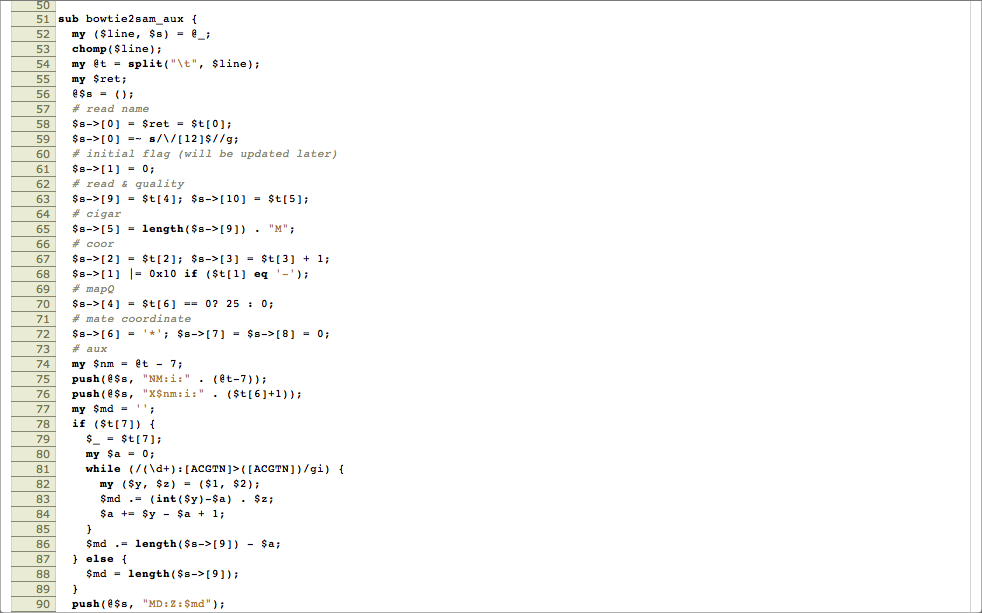 50
51 sub bowtie2sam_aux {
52   my ($line, $s) = @_;
53   chomp($line);
54   my @t = split("\t", $line);
55   my $ret;
56   @$s = ();
57   # read name
58   $s->[0] = $ret = $t[0];
59   $s->[0] =~ s/\/[12]$//g;
60   # initial flag (will be updated later)
61   $s->[1] = 0;
62   # read & quality
63   $s->[9] = $t[4]; $s->[10] = $t[5];
64   # cigar
65   $s->[5] = length($s->[9]) . "M";
66   # coor
67   $s->[2] = $t[2]; $s->[3] = $t[3] + 1;
68   $s->[1] |= 0x10 if ($t[1] eq '-');
69   # mapQ
70   $s->[4] = $t[6] == 0? 25 : 0;
71   # mate coordinate
72   $s->[6] = '*'; $s->[7] = $s->[8] = 0;
73   # aux
74   my $nm = @t - 7;
75   push(@$s, "NM:i:" . (@t-7));
76   push(@$s, "X$nm:i:" . ($t[6]+1));
77   my $md = '';
78   if ($t[7]) {
79     $_ = $t[7];
80     my $a = 0;
81     while (/(\d+):[ACGTN]>([ACGTN])/gi) {
82       my ($y, $z) = ($1, $2);
83       $md .= (int($y)-$a) . $z;
84       $a += $y - $a + 1;
85     }
86     $md .= length($s->[9]) - $a;
87   } else {
88     $md = length($s->[9]);
89   }
90   push(@$s, "MD:Z:$md");